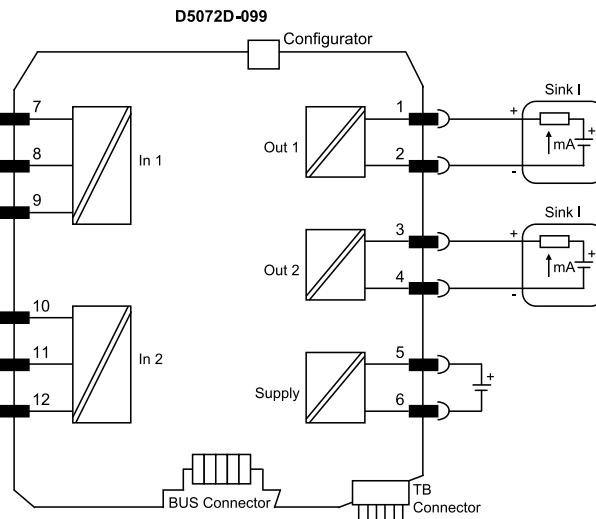 D5072D-099
Configurator
7
8
9
In 1
10
11
12
In 2
Out 1
1
2
Out 2
3
4
Supply
5
6
Sink I
+
mA
+
-
Sink I
+
mA
+
-
+
BUS Connector
TB
Connector